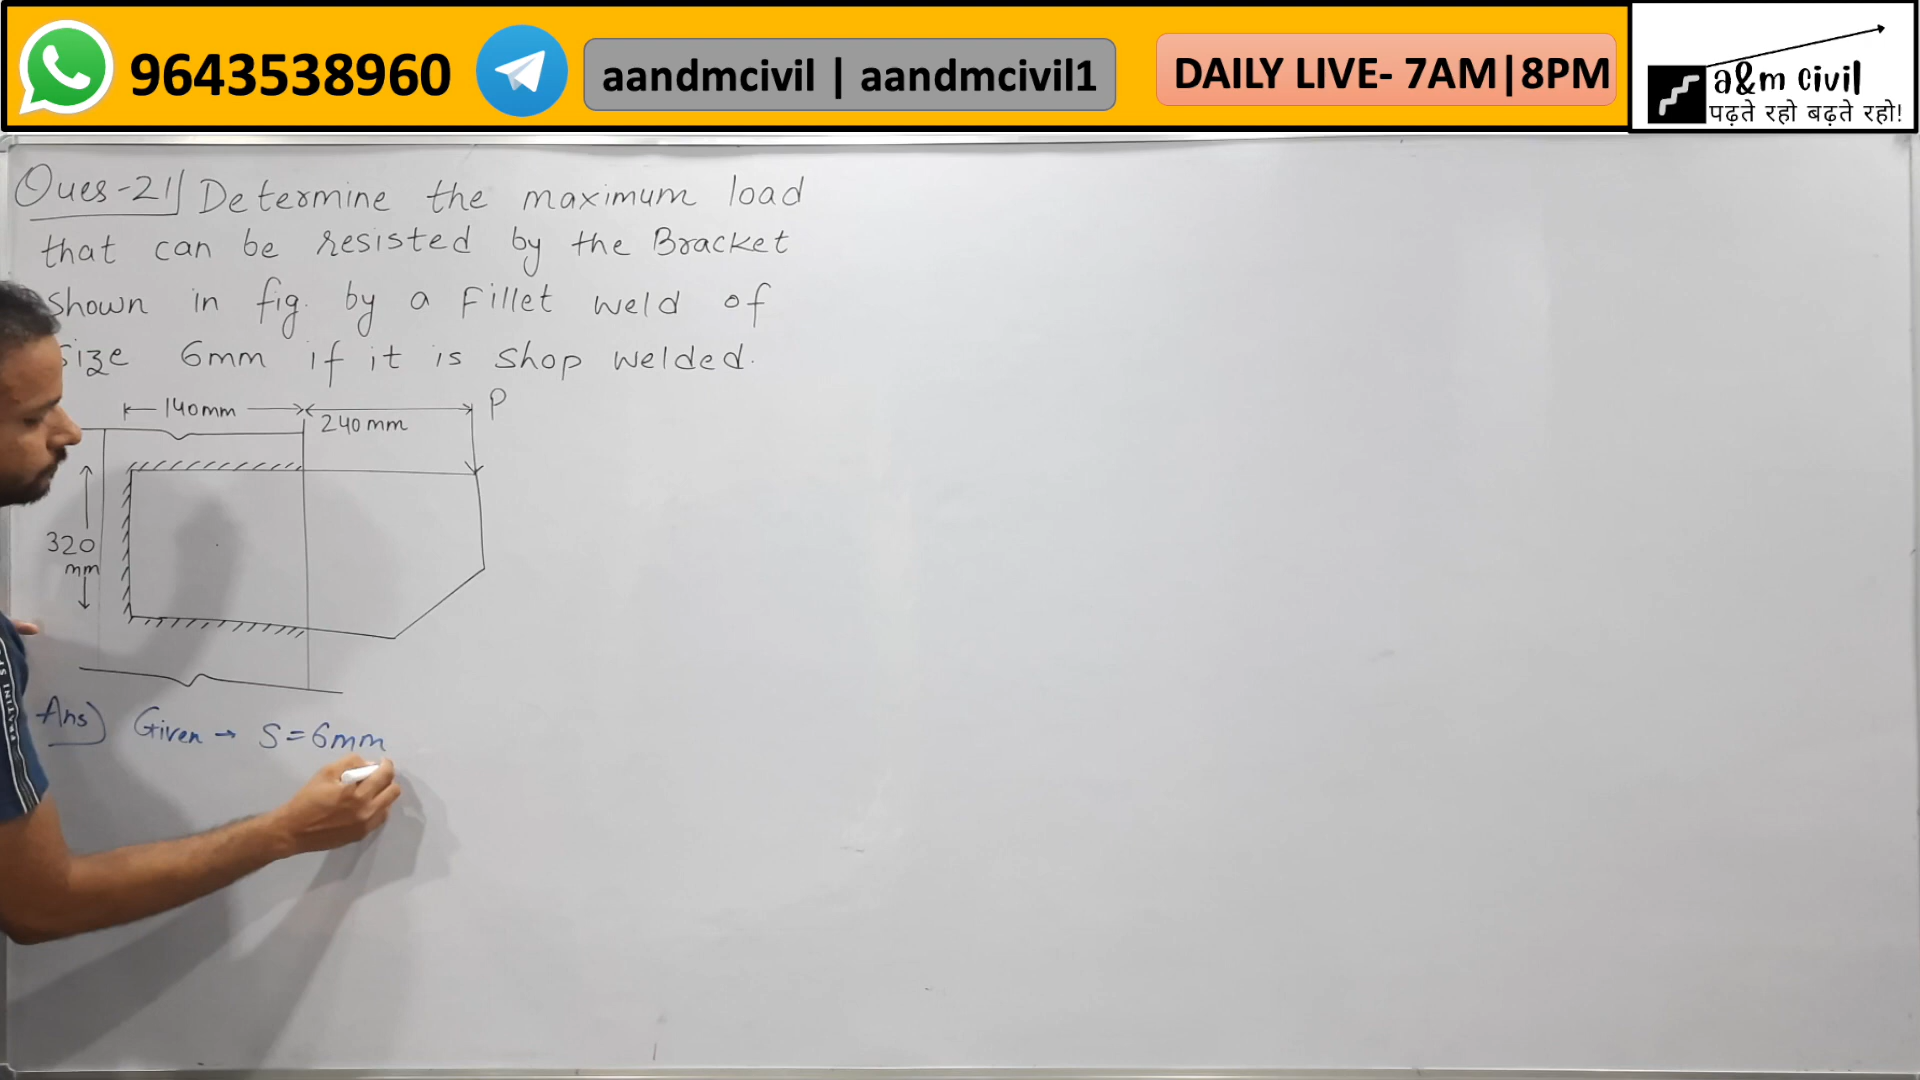 9643538960
aandmcivil | aandmcivil1
DAILY LIVE- 7AM|8PM
a&m civil
पढ़ते रहो बढ़ते रहो!
Ques-21 Determine the maximum load
that can be resisted by the Bracket
Shown in fig. by a Fillet weld of
Size 6mm if it is shop welded.
140mm
240mm
P
320
mm
Ans) Given → S=6mm